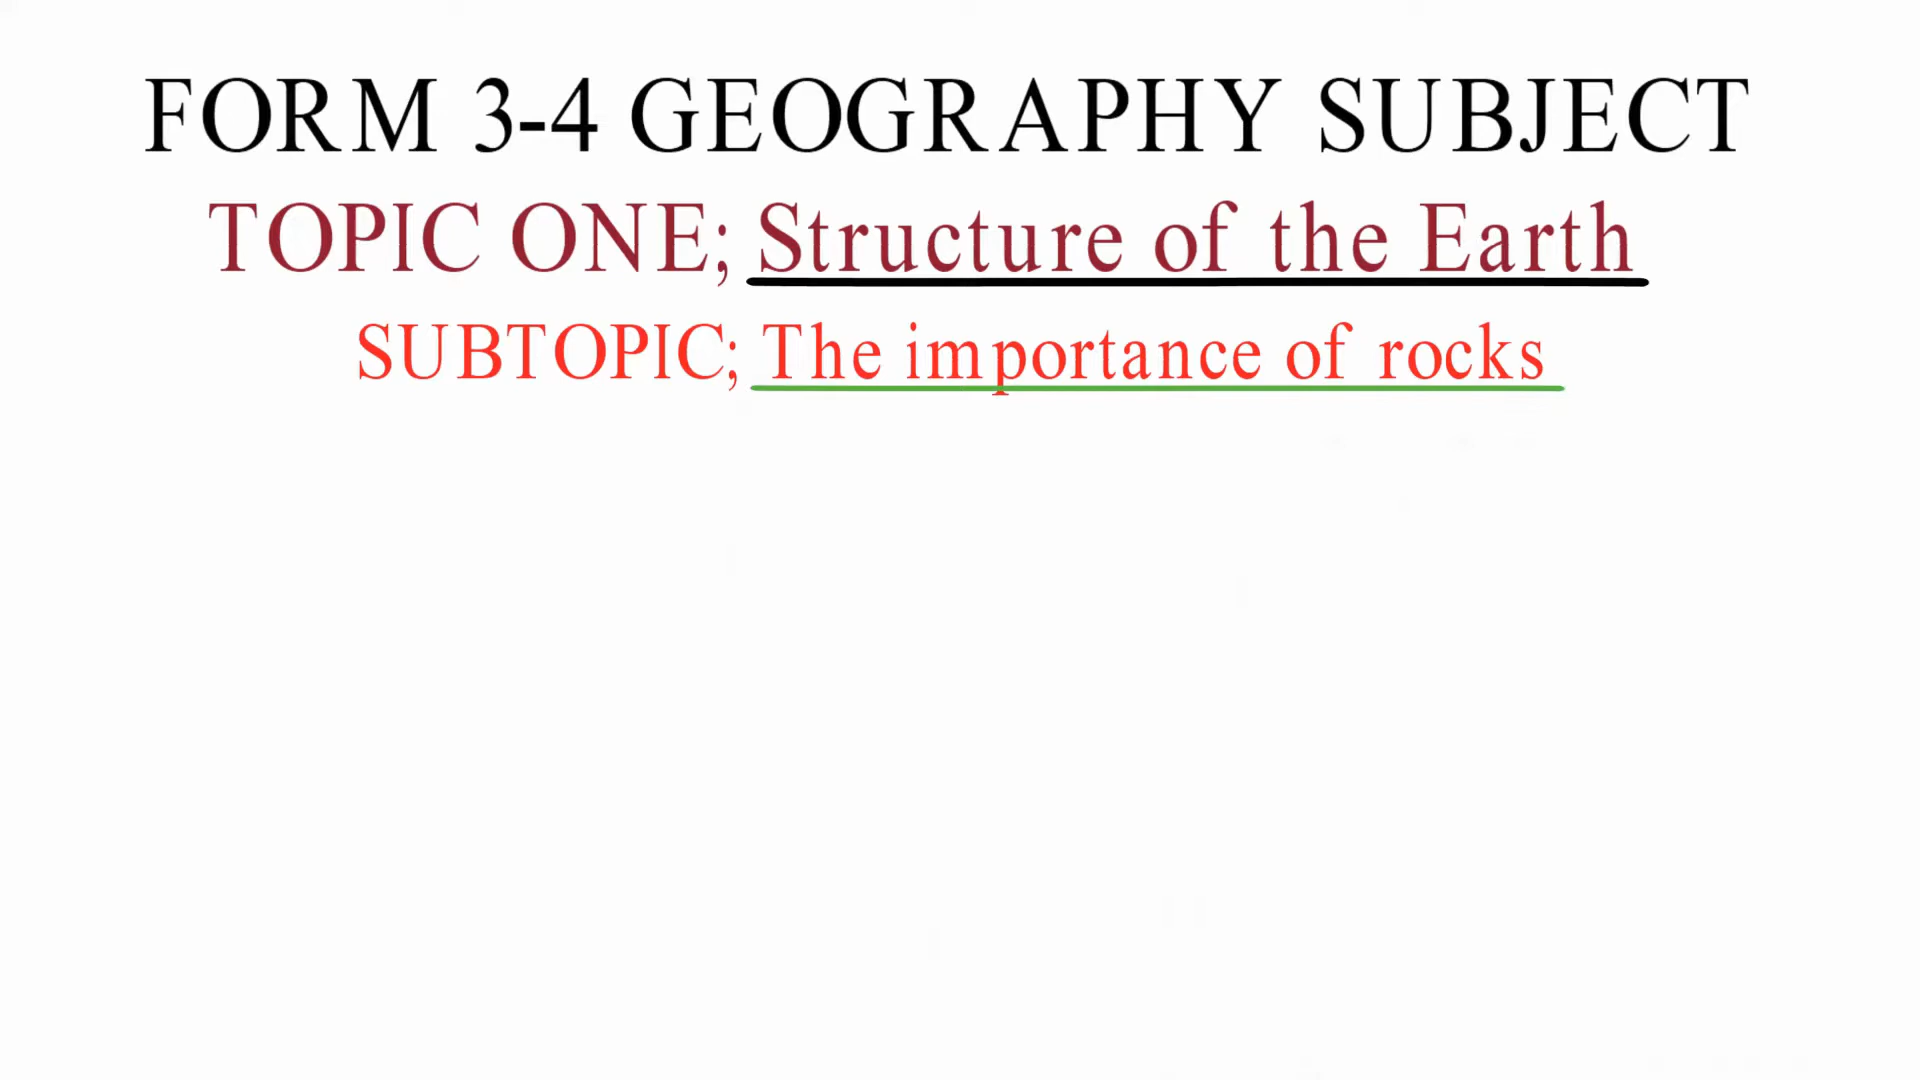 FORM 3-4 GEOGRAPHY SUBJECT
TOPIC ONE; Structure of the Earth
SUBTOPIC; The importance of rocks